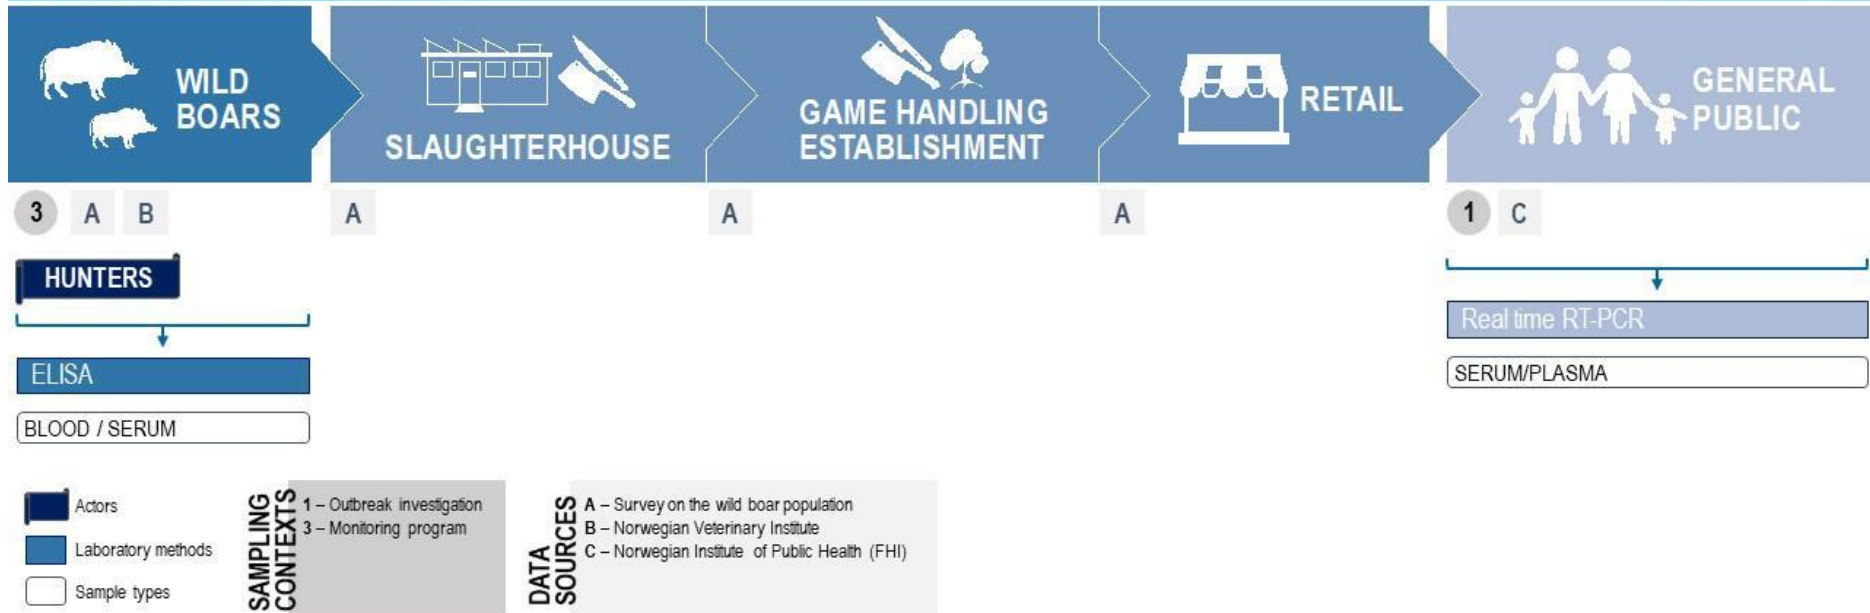 WILD
BOARS
SLAUGHTERHOUSE
GAME HANDLING
ESTABLISHMENT
RETAIL
GENERAL
PUBLIC
3 A B
A
A
A
1 C
HUNTERS
ELISA
BLOOD / SERUM
Real time RT-PCR
SERUM/PLASMA
Actors
Laboratory methods
Sample types
SAMPLING
CONTEXTS
1 – Outbreak investigation
3 – Monitoring program
DATA
SOURCES
A – Survey on the wild boar population
B – Norwegian Veterinary Institute
C – Norwegian Institute of Public Health (FHI)